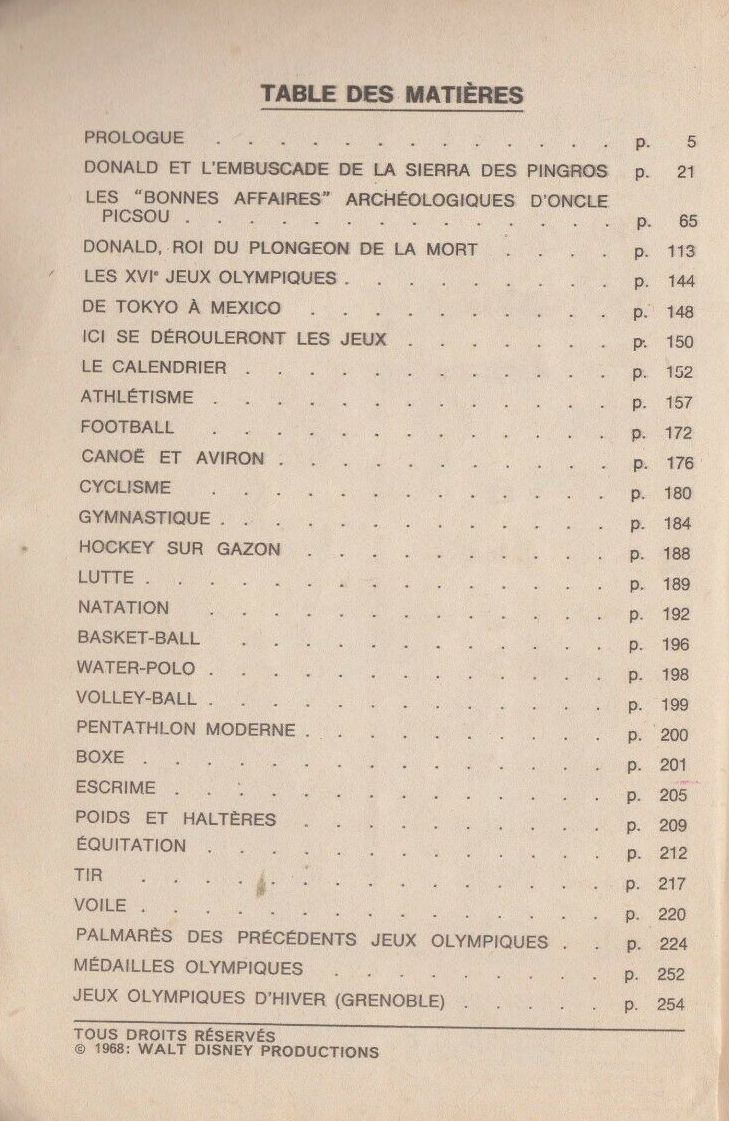 TABLE DES MATIÈRES
PROLOGUE . . . . . . . . . . . . . p. 5
DONALD ET L'EMBUSCADE DE LA SIERRA DES PINGROS p. 21
LES "BONNES AFFAIRES" ARCHÉOLOGIQUES D'ONCLE
PICSOU . . . . . . . . . . . . . . p. 65
DONALD, ROI DU PLONGEON DE LA MORT . . . . p. 113
LES XVIe JEUX OLYMPIQUES . . . . . . . . . p. 144
DE TOKYO À MEXICO . . . . . . . . . . p. 148
ICI SE DÉROULERONT LES JEUX . . . . . . . p. 150
LE CALENDRIER . . . . . . . . . . . . p. 152
ATHLÉTISME . . . . . . . . . . . . . p. 157
FOOTBALL . . . . . . . . . . . . . p. 172
CANOË ET AVIRON . . . . . . . . . . . p. 176
CYCLISME . . . . . . . . . . . . . p. 180
GYMNASTIQUE . . . . . . . . . . . . . p. 184
HOCKEY SUR GAZON . . . . . . . . . . p. 188
LUTTE . . . . . . . . . . . . . . . p. 189
NATATION . . . . . . . . . . . . . p. 192
BASKET-BALL . . . . . . . . . . . . p. 196
WATER-POLO . . . . . . . . . . . . . p. 198
VOLLEY-BALL . . . . . . . . . . . . . p. 199
PENTATHLON MODERNE . . . . . . . . . . p. 200
BOXE . . . . . . . . . . . . . . . p. 201
ESCRIME . . . . . . . . . . . . . . p. 205
POIDS ET HALTÈRES . . . . . . . . . . p. 209
ÉQUITATION . . . . . . . . . . . . . p. 212
TIR . . . . . . . . . . . . . . . p. 217
VOILE . . . . . . . . . . . . . . . p. 220
PALMARÈS DES PRÉCÉDENTS JEUX OLYMPIQUES . . p. 224
MÉDAILLES OLYMPIQUES . . . . . . . . . p. 252
JEUX OLYMPIQUES D'HIVER (GRENOBLE) . . . . . p. 254
TOUS DROITS RÉSERVÉS
© 1968: WALT DISNEY PRODUCTIONS